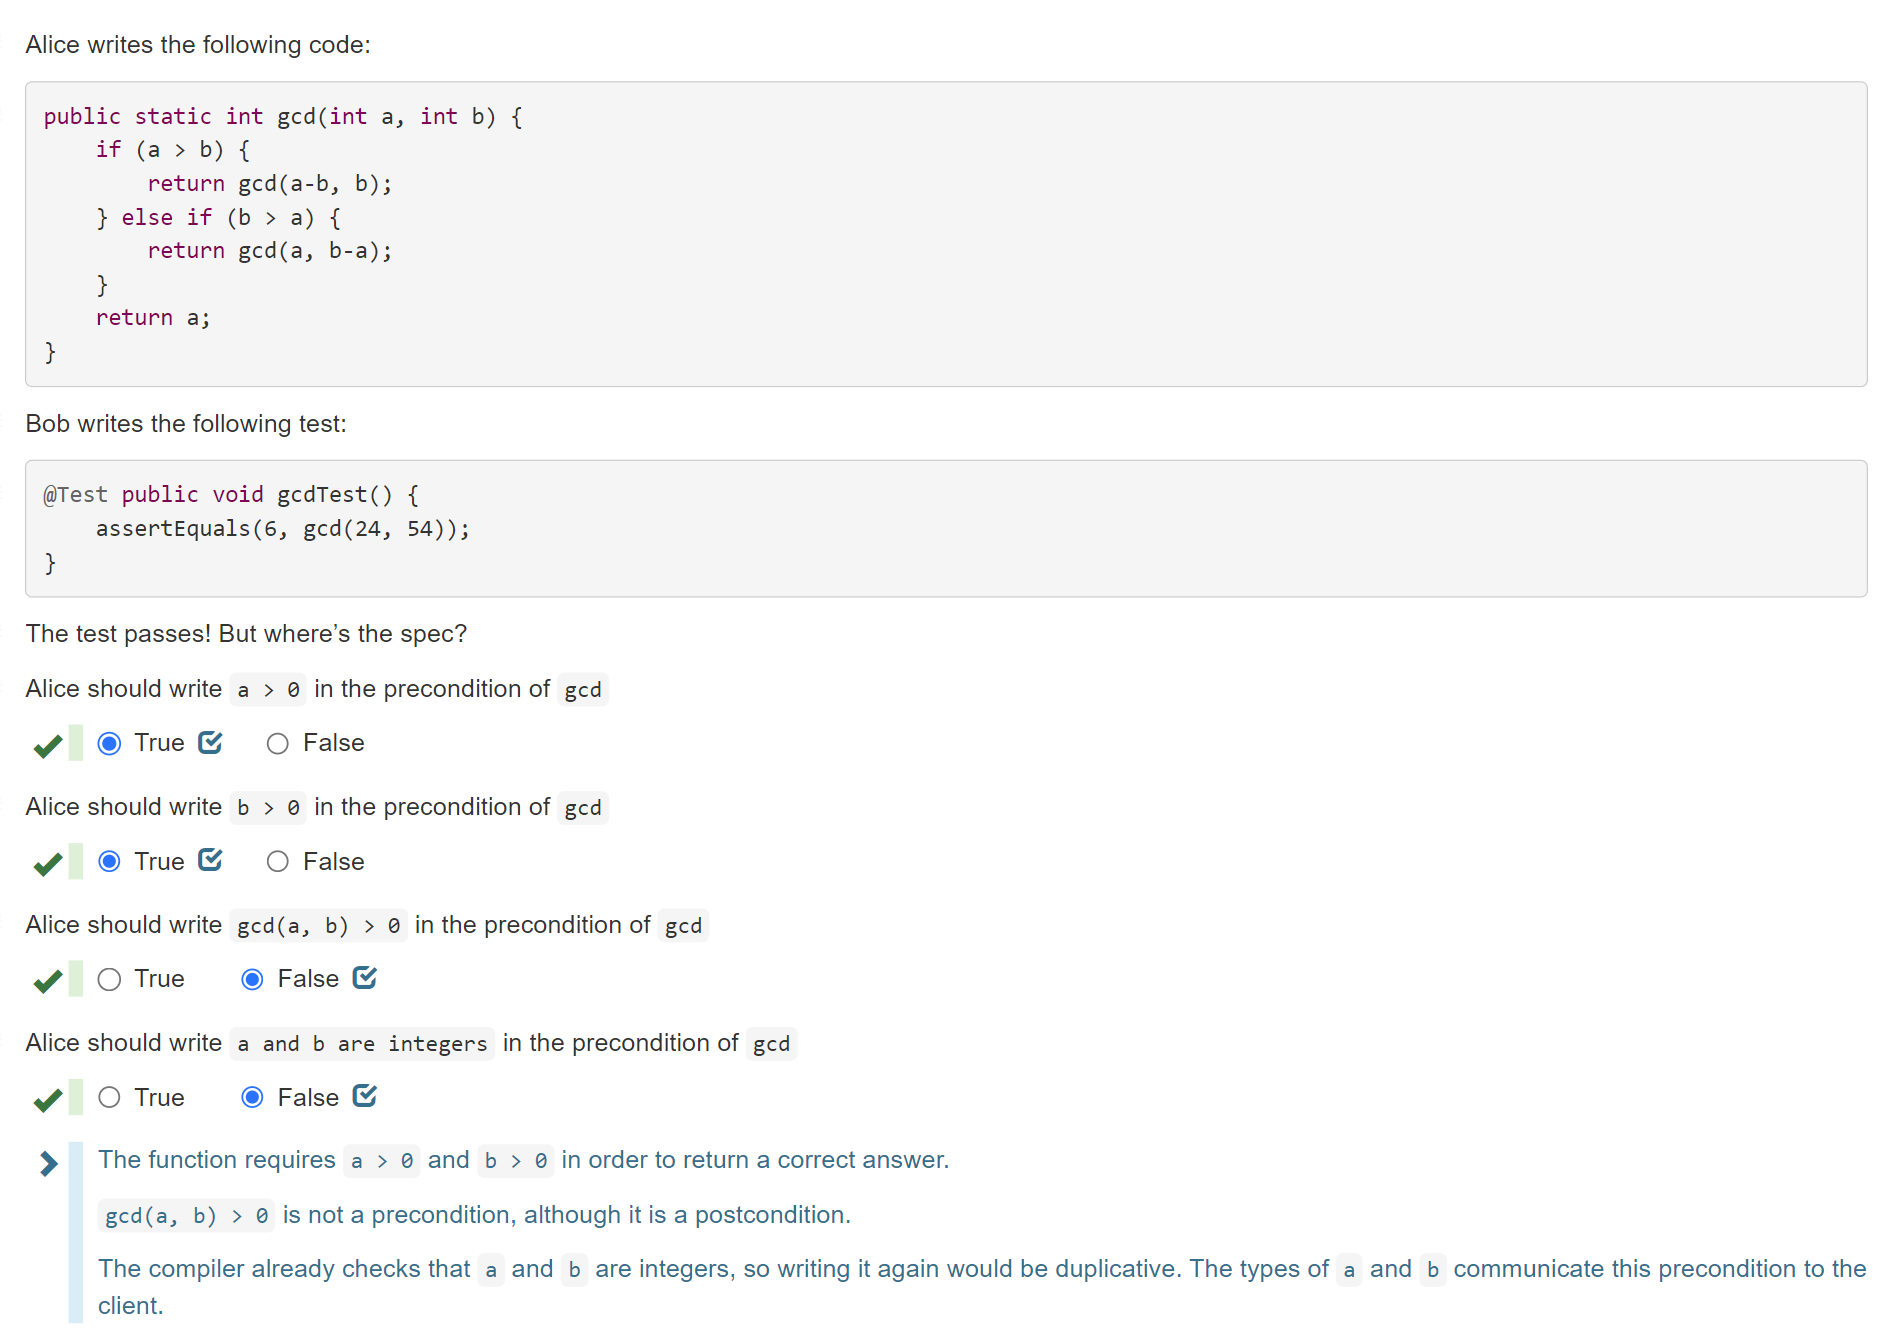 Alice writes the following code:
public static int gcd(int a, int b) {
    if (a > b) {
        return gcd(a-b, b);
    } else if (b > a) {
        return gcd(a, b-a);
    }
    return a;
}
Bob writes the following test:
@Test public void gcdTest() {
    assertEquals(6, gcd(24, 54));
}
The test passes! But where’s the spec?
Alice should write a > 0 in the precondition of gcd
True False
Alice should write b > 0 in the precondition of gcd
True False
Alice should write gcd(a, b) > 0 in the precondition of gcd
True False
Alice should write a and b are integers in the precondition of gcd
True False
The function requires a > 0 and b > 0 in order to return a correct answer.
gcd(a, b) > 0 is not a precondition, although it is a postcondition.
The compiler already checks that a and b are integers, so writing it again would be duplicative. The types of a and b communicate this precondition to the
client.